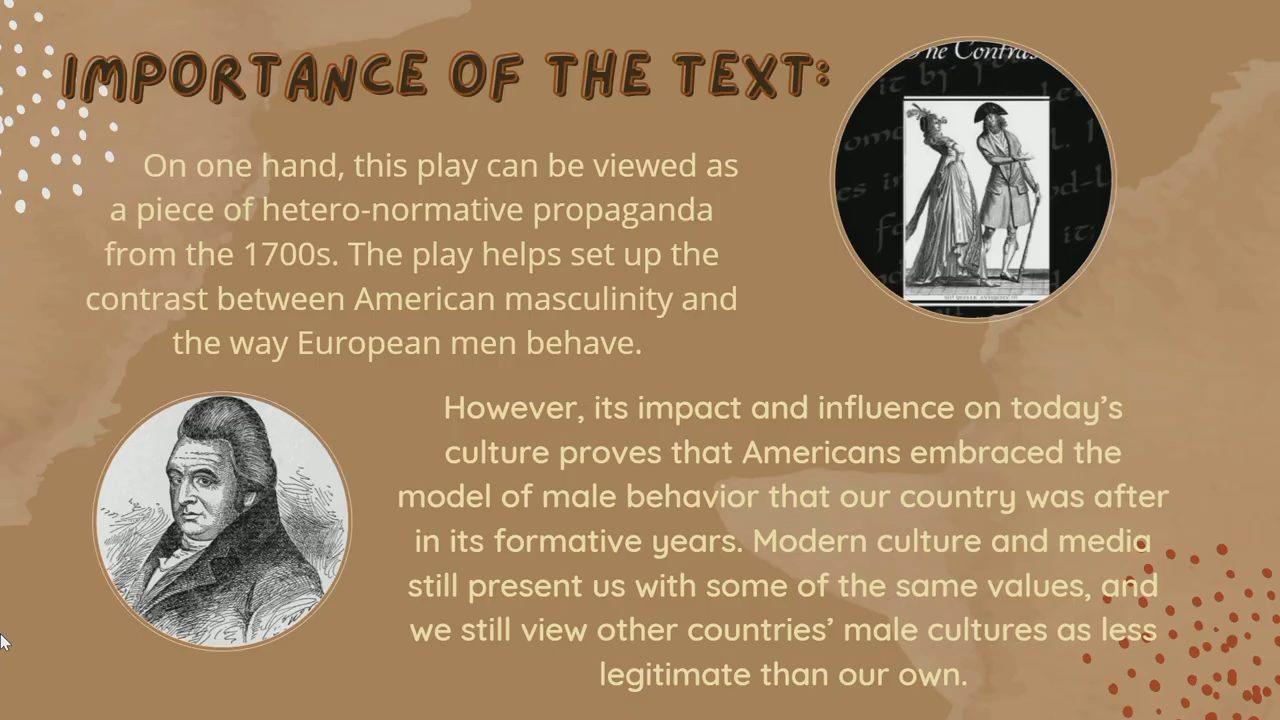 IMPORTANCE OF THE TEXT:
The Contras
On one hand, this play can be viewed as
a piece of hetero-normative propaganda
from the 1700s. The play helps set up the
contrast between American masculinity and
the way European men behave.
However, its impact and influence on today’s
culture proves that Americans embraced the
model of male behavior that our country was after
in its formative years. Modern culture and media
still present us with some of the same values, and
we still view other countries’ male cultures as less
legitimate than our own.